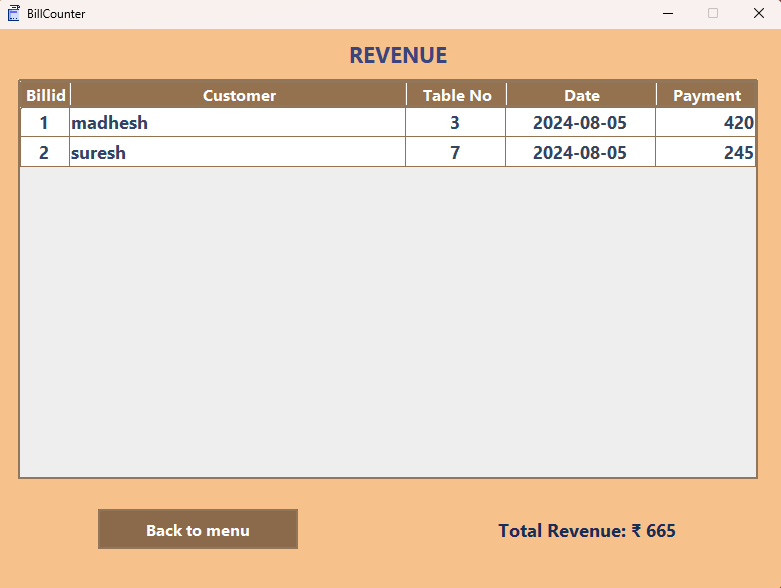 BillCounter
REVENUE
Billid Customer Table No Date Payment
1 madhesh 3 2024-08-05 420
2 suresh 7 2024-08-05 245
Back to menu Total Revenue: ₹ 665